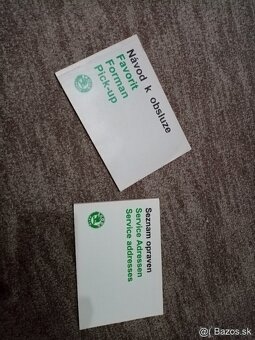 Návod k obsluze
Favorit
Forman
Pick-up
Seznam opraven
Service Adressen
Service addresses
Bazos.sk